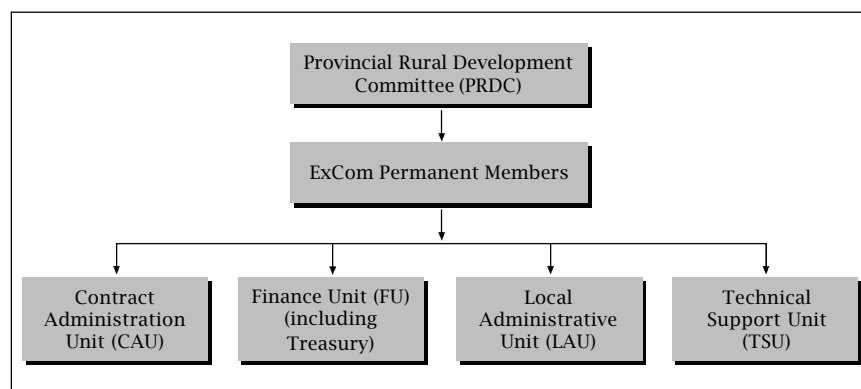 Provincial Rural Development
Committee (PRDC)
ExCom Permanent Members
Contract
Administration
Unit (CAU)
Finance Unit (FU)
(including
Treasury)
Local
Administrative
Unit (LAU)
Technical
Support Unit
(TSU)